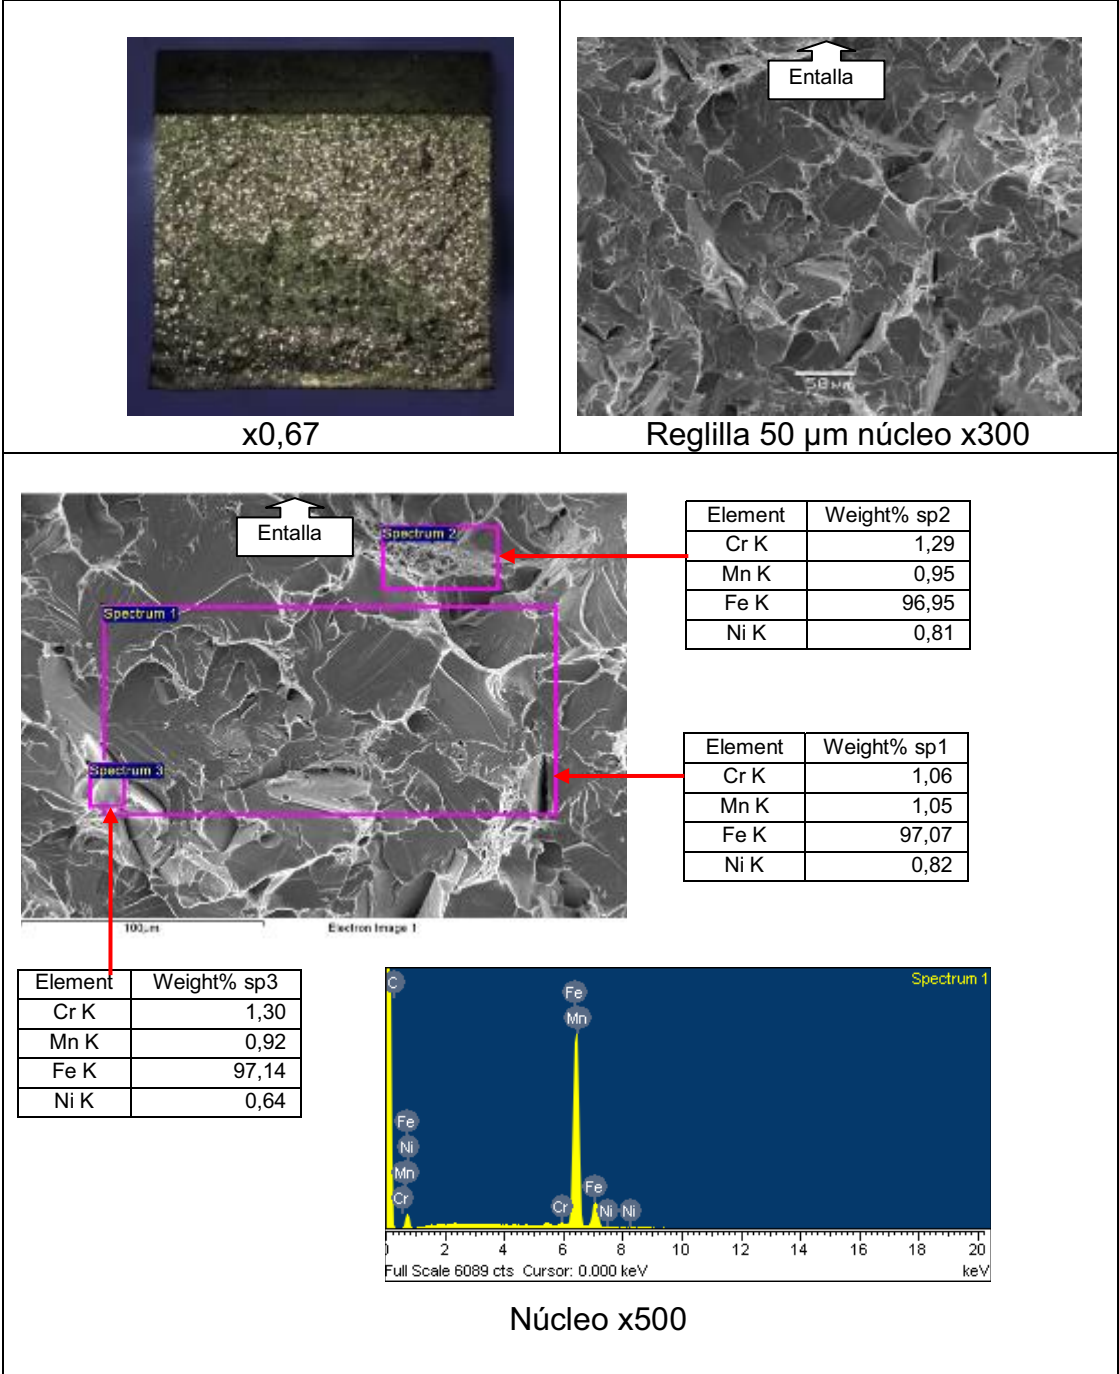 Entalla
50 µm
x0,67
Reglilla 50 µm núcleo x300
Entalla
Spectrum 2
Spectrum 1
Spectrum 3
100µm
Electron Image 1
Element Weight% sp2
Cr K 1,29
Mn K 0,95
Fe K 96,95
Ni K 0,81
Element Weight% sp1
Cr K 1,06
Mn K 1,05
Fe K 97,07
Ni K 0,82
Element Weight% sp3
Cr K 1,30
Mn K 0,92
Fe K 97,14
Ni K 0,64
Spectrum 1
C
Fe
Mn
Fe
Ni
Mn
Cr
Cr
Fe
Ni
Ni
0 2 4 6 8 10 12 14 16 18 20
Full Scale 6089 cts Cursor: 0.000 keV
keV
Núcleo x500